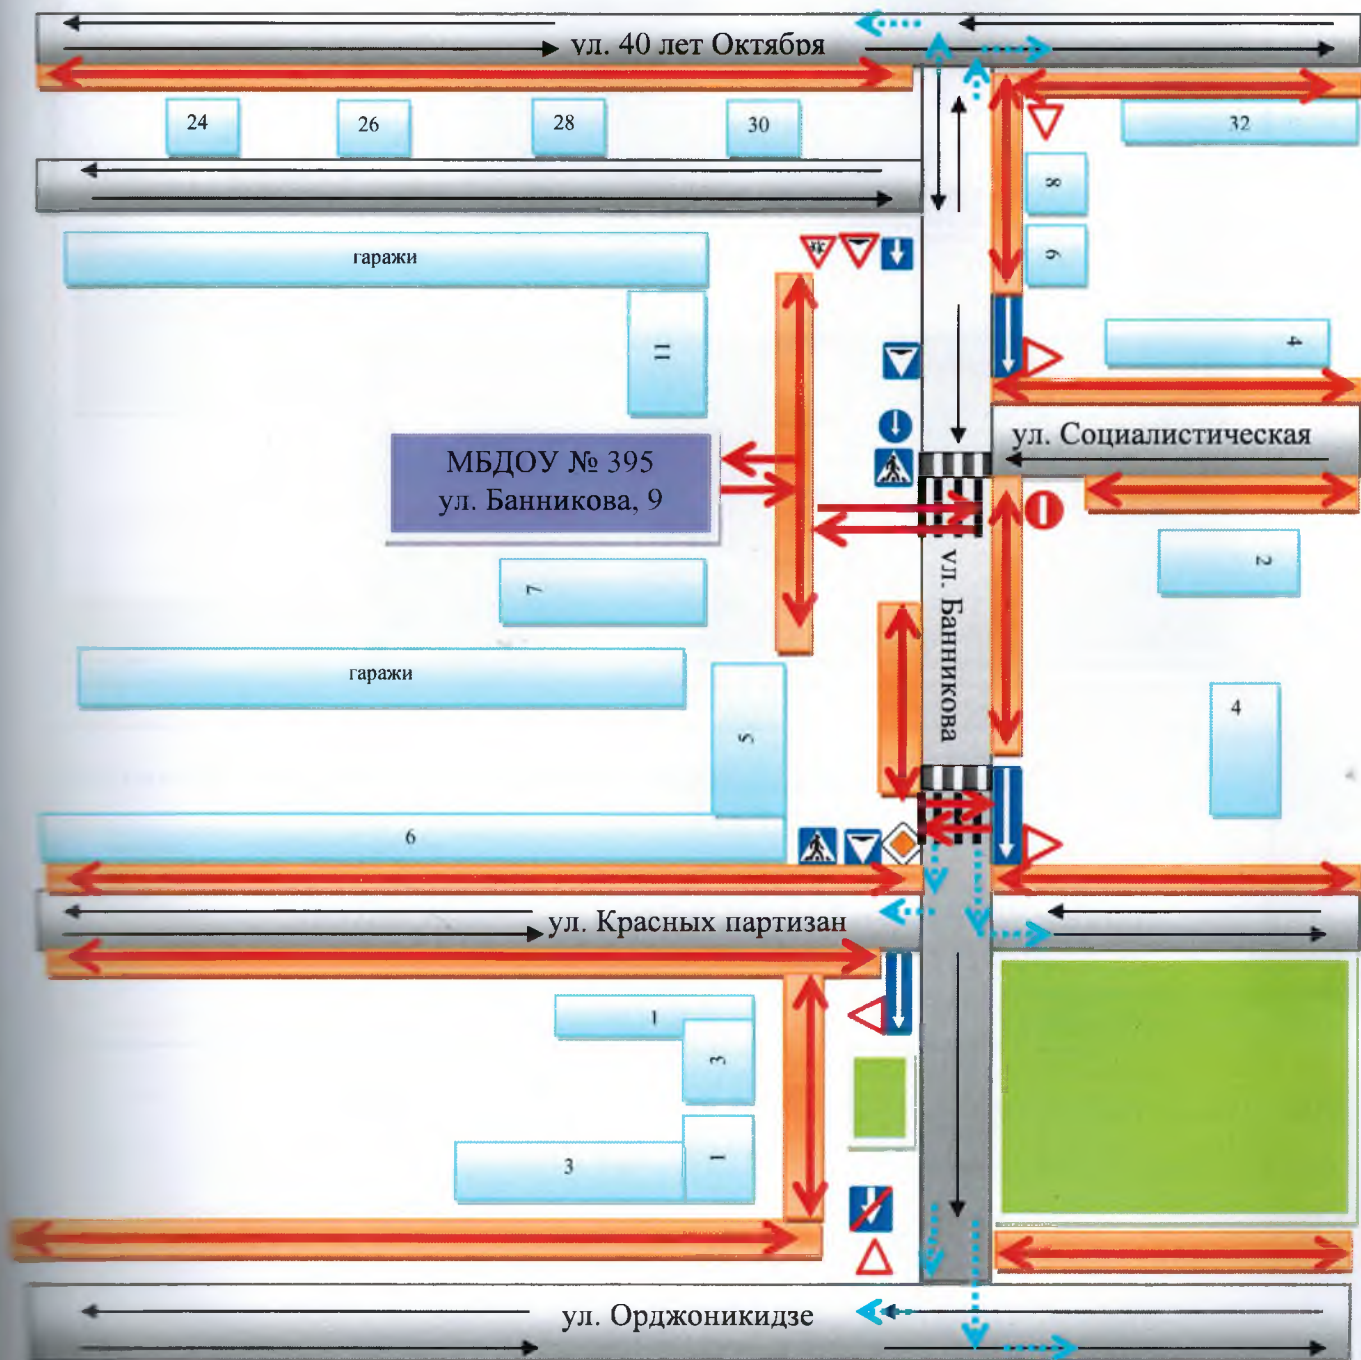 ул. 40 лет Октября
24
26
28
30
32
8
6
гаражи
11
4
ул. Социалистическая
МБДОУ № 395
ул. Банникова, 9
2
7
ул. Банникова
гаражи
5
4
6
ул. Красных партизан
1
3
3
1
ул. Орджоникидзе